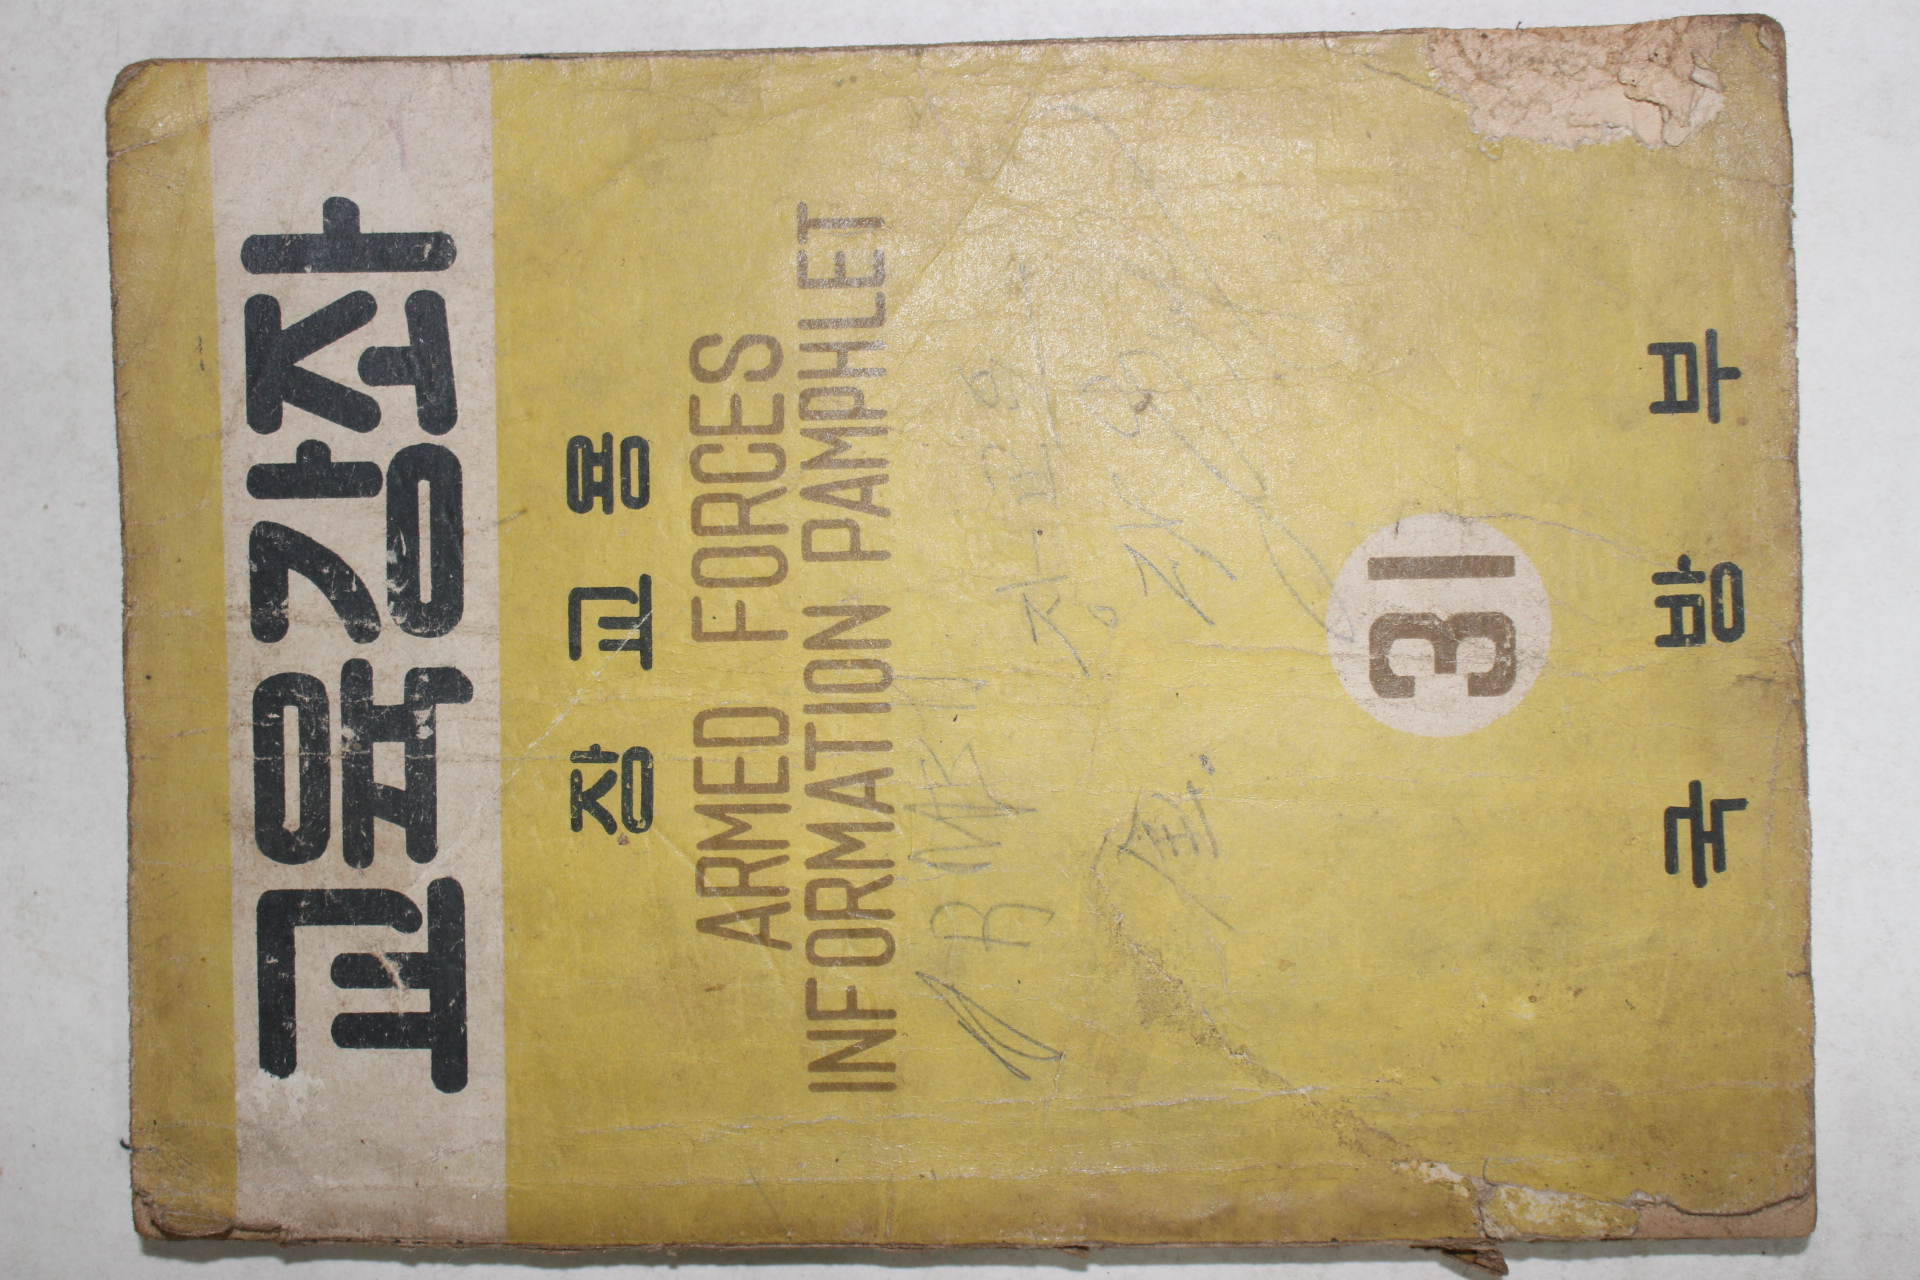 교육강좌
장교용
ARMED FORCES
INFORMATION PAMPHLET
31
국방부